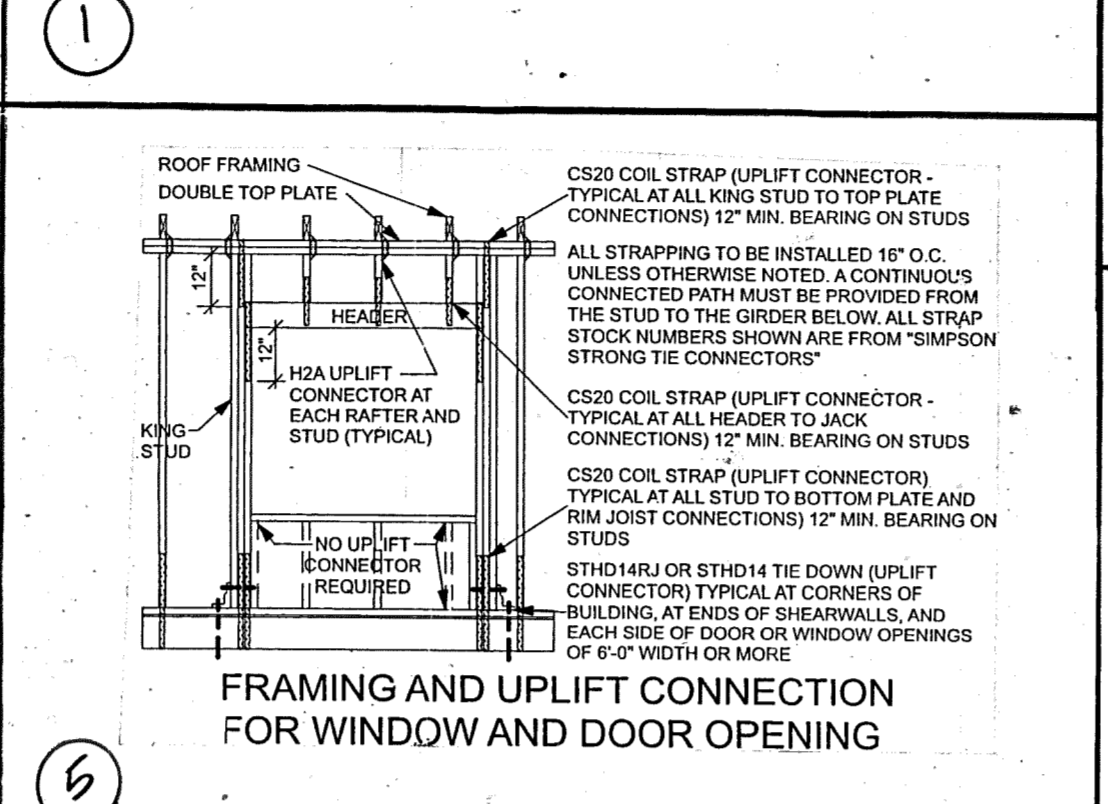 1
ROOF FRAMING
DOUBLE TOP PLATE
12"
HEADER
12"
H2A UPLIFT
CONNECTOR AT
EACH RAFTER AND
STUD (TYPICAL)
KING
STUD
NO UPLIFT
CONNECTOR
REQUIRED
CS20 COIL STRAP (UPLIFT CONNECTOR -
TYPICAL AT ALL KING STUD TO TOP PLATE
CONNECTIONS) 12" MIN. BEARING ON STUDS
ALL STRAPPING TO BE INSTALLED 16" O.C.
UNLESS OTHERWISE NOTED. A CONTINUOUS
CONNECTED PATH MUST BE PROVIDED FROM
THE STUD TO THE GIRDER BELOW. ALL STRAP
STOCK NUMBERS SHOWN ARE FROM "SIMPSON
STRONG TIE CONNECTORS"
CS20 COIL STRAP (UPLIFT CONNECTOR -
TYPICAL AT ALL HEADER TO JACK
CONNECTIONS) 12" MIN. BEARING ON STUDS
CS20 COIL STRAP (UPLIFT CONNECTOR)
TYPICAL AT ALL STUD TO BOTTOM PLATE AND
RIM JOIST CONNECTIONS) 12" MIN. BEARING ON
STUDS
STHD14RJ OR STHD14 TIE DOWN (UPLIFT
CONNECTOR) TYPICAL AT CORNERS OF
BUILDING, AT ENDS OF SHEARWALLS, AND
EACH SIDE OF DOOR OR WINDOW OPENINGS
OF 6'-0" WIDTH OR MORE
FRAMING AND UPLIFT CONNECTION
FOR WINDOW AND DOOR OPENING
5